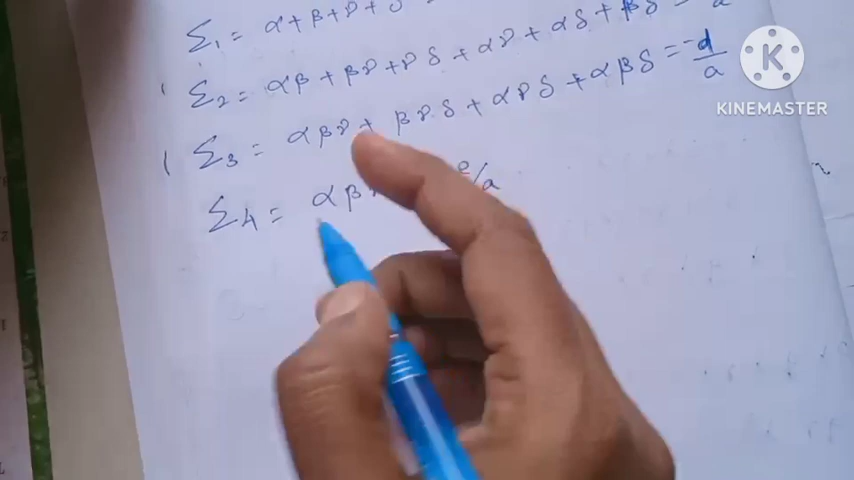 Σ₁ = α + β + γ + δ =
Σ₂ = αβ + βγ + γδ + αγ + αδ + βδ = a
Σ₃ = αβγ + βγδ + αγδ + αβδ = -d/a
Σ₄ = αβ e/a
KINEMASTER